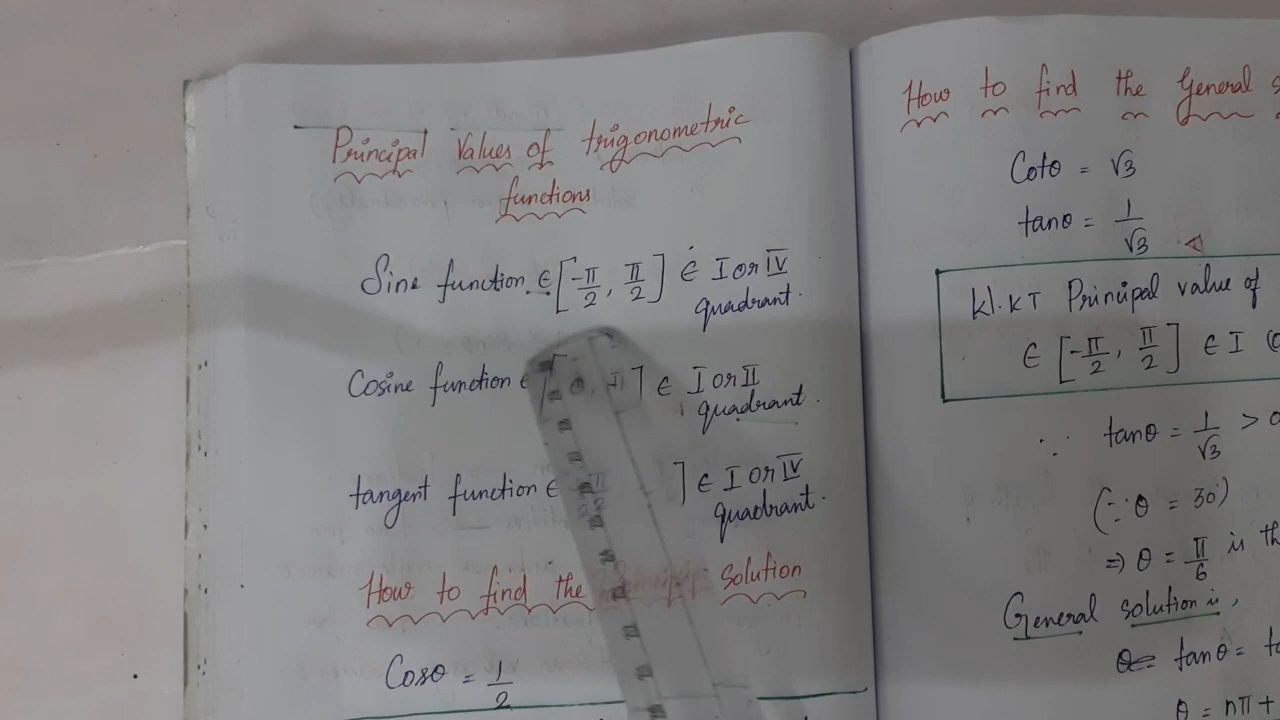 Principal Values of trigonometric
functions
Sine function ∈ [-π/2, π/2] ∈ I or IV
quadrant.
Cosine function ∈ [0, π] ∈ I or II
quadrant.
tangent function ∈ ] ∈ I or IV
quadrant.
How to find the solution
Cosθ = 1/2
How to find the General
Cotθ = √3
tanθ = 1/√3
kl.kT Principal value of
∈ [-π/2, π/2] ∈ I
∴ tanθ = 1/√3 > 0
(∵ θ = 30°)
⇒ θ = π/6 is
General solution is,
tanθ =
θ = nπ +